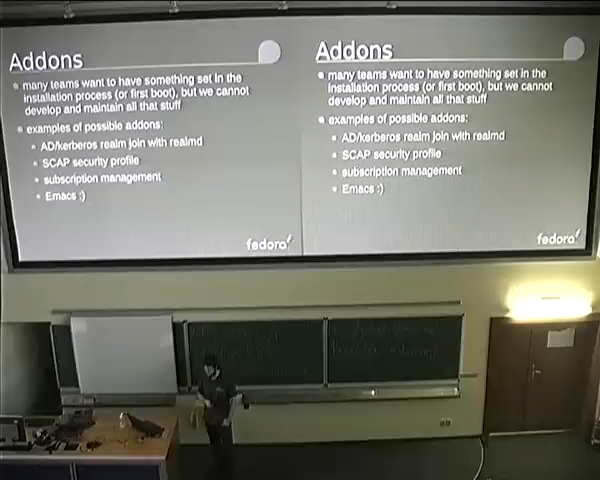 Addons
many teams want to have something set in the
installation process (or first boot), but we cannot
develop and maintain all that stuff
examples of possible addons:
AD/kerberos realm join with realmd
SCAP security profile
subscription management
Emacs :)
fedora
Addons
many teams want to have something set in the
installation process (or first boot), but we cannot
develop and maintain all that stuff
examples of possible addons:
AD/kerberos realm join with realmd
SCAP security profile
subscription management
Emacs :)
fedora